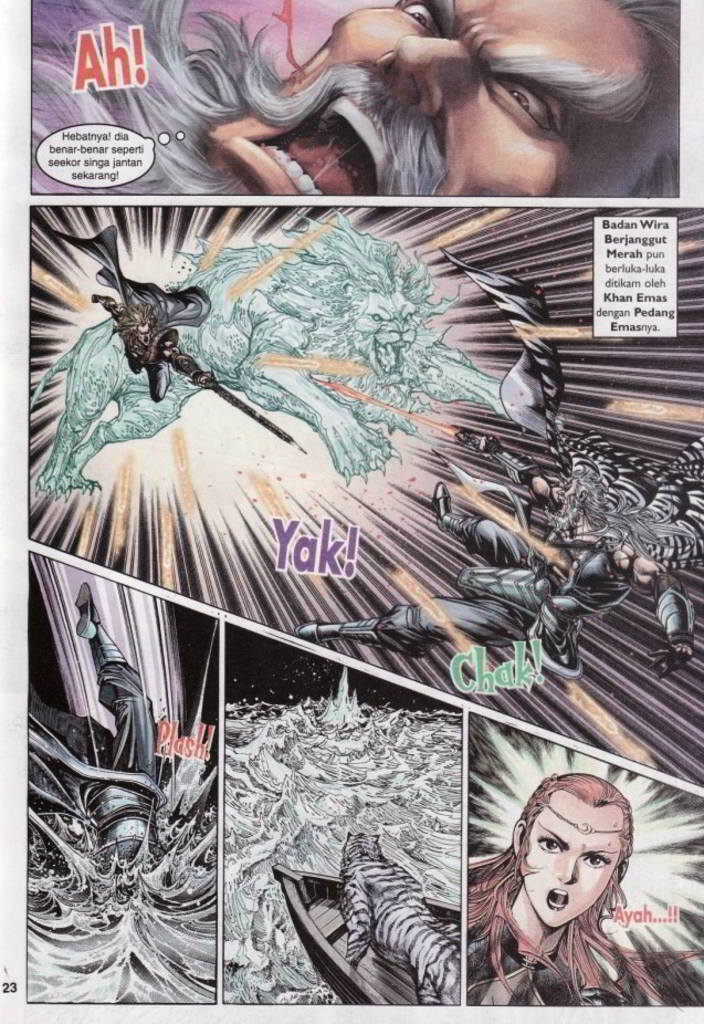 Ah!
Hebatnya! dia
benar-benar seperti
seekor singa jantan
sekarang!
Badan Wira
Berjanggut
Merah pun
berluka-luka
ditikam oleh
Khan Emas
dengan Pedang
Emasnya.
Yak!
Chak!
Plash!
Ayah...!!
23